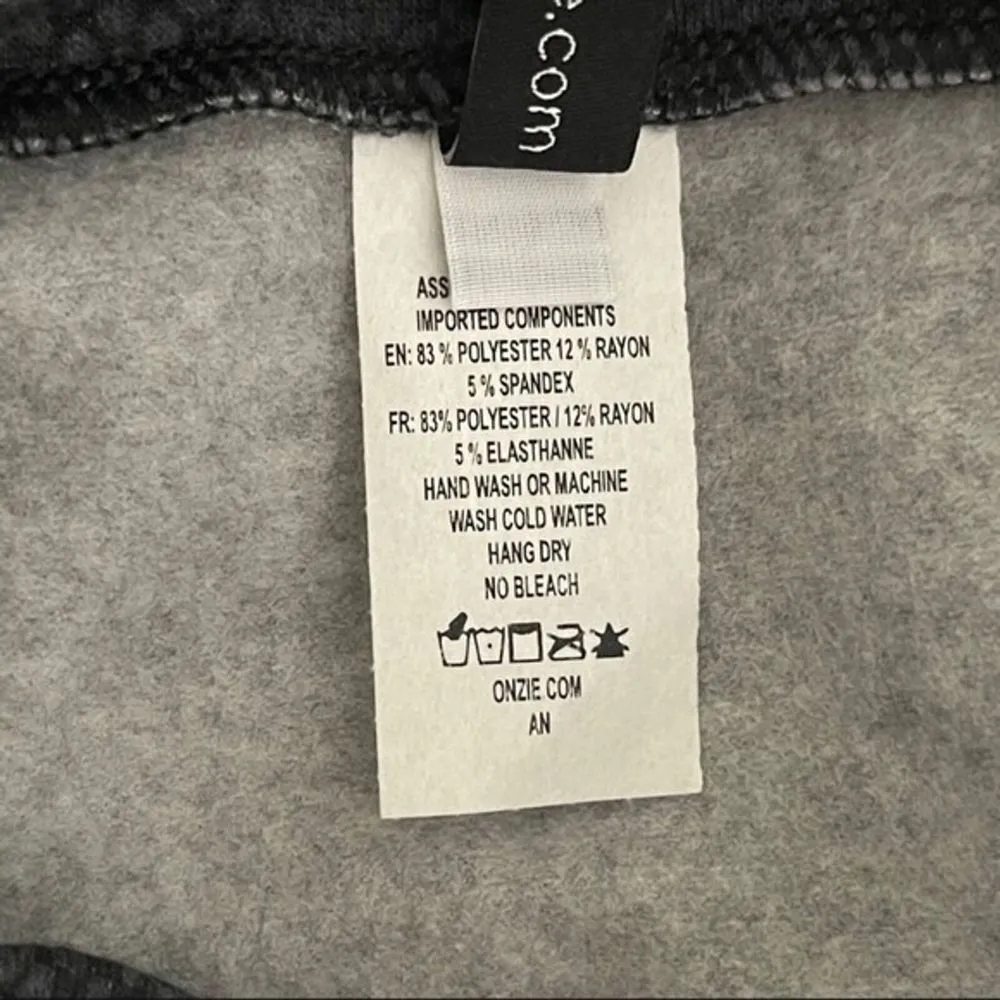 e.com
ASS
IMPORTED COMPONENTS
EN: 83 % POLYESTER 12 % RAYON
5 % SPANDEX
FR: 83% POLYESTER / 12% RAYON
5 % ELASTHANNE
HAND WASH OR MACHINE
WASH COLD WATER
HANG DRY
NO BLEACH
ONZIE COM
AN